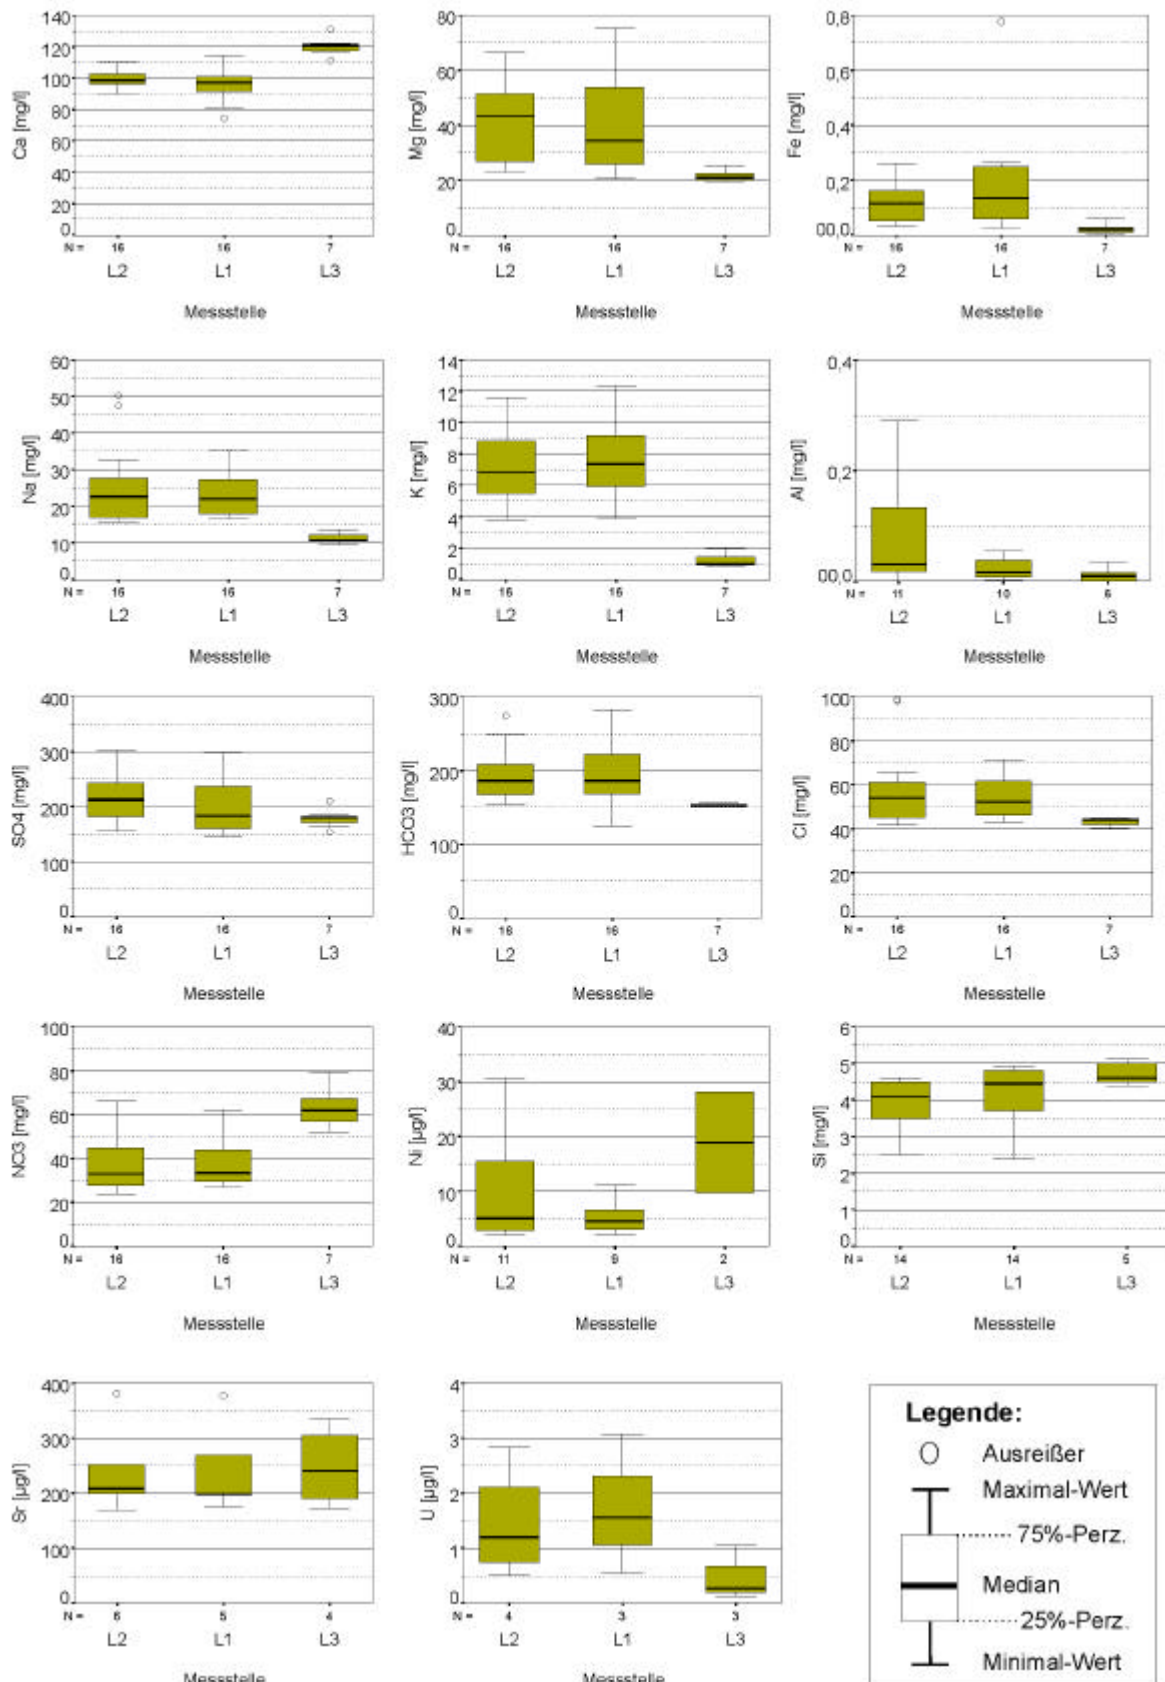 Ca [mg/l]
140
120
100
80
60
40
20
0
N = 16 16 7
L2 L1 L3
Messstelle
Mg [mg/l]
80
60
40
20
0
N = 16 16 7
L2 L1 L3
Messstelle
Fe [mg/l]
0,8
0,6
0,4
0,2
00,0
N = 16 16 7
L2 L1 L3
Messstelle
Na [mg/l]
60
50
40
30
20
10
0
N = 16 16 7
L2 L1 L3
Messstelle
K [mg/l]
14
12
10
8
6
4
2
0
N = 16 16 7
L2 L1 L3
Messstelle
Al [mg/l]
0,4
0,2
00,0
N = 11 10 6
L2 L1 L3
Messstelle
SO4 [mg/l]
400
300
200
100
0
N = 16 16 7
L2 L1 L3
Messstelle
HCO3 [mg/l]
300
200
100
0
N = 16 16 7
L2 L1 L3
Messstelle
Cl [mg/l]
100
80
60
40
20
0
N = 16 16 7
L2 L1 L3
Messstelle
NO3 [mg/l]
100
80
60
40
20
0
N = 16 16 7
L2 L1 L3
Messstelle
Ni [µg/l]
40
30
20
10
0
N = 11 9 2
L2 L1 L3
Messstelle
Si [mg/l]
6
5
4
3
2
1
0
N = 14 14 5
L2 L1 L3
Messstelle
Sr [µg/l]
400
300
200
100
0
N = 6 5 4
L2 L1 L3
Messstelle
U [µg/l]
4
3
2
1
0
N = 4 3 3
L2 L1 L3
Messstelle
Legende:
Ausreißer
Maximal-Wert
75%-Perz.
Median
25%-Perz.
Minimal-Wert